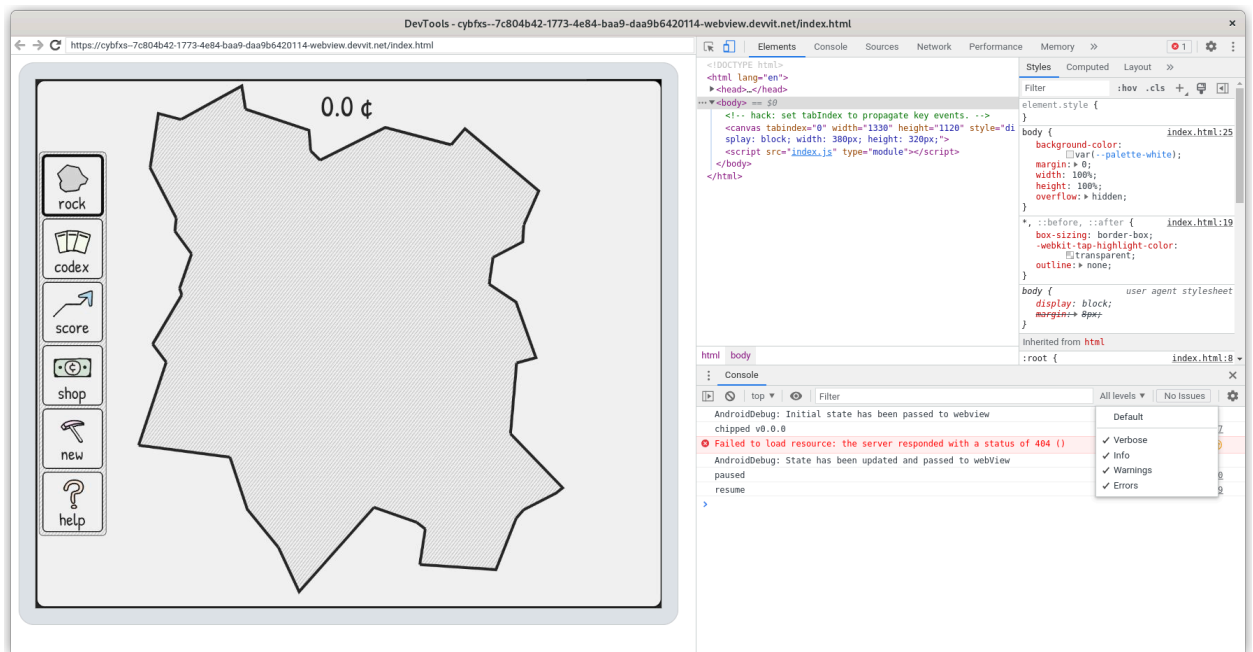 DevTools - cybfxs--7c804b42-1773-4e84-baa9-daa9b6420114-webview.devvit.net/index.html
https://cybfxs--7c804b42-1773-4e84-baa9-daa9b6420114-webview.devvit.net/index.html
0.0 ¢
rock
codex
score
shop
new
help
Elements Console Sources Network Performance Memory » 1
<!DOCTYPE html>
<html lang="en">
<head>…</head>
<body> == $0
<!-- hack: set tabIndex to propagate key events. -->
<canvas tabindex="0" width="1330" height="1120" style="di
splay: block; width: 380px; height: 320px;">
<script src="index.js" type="module"></script>
</body>
</html>
html body
Styles Computed Layout »
Filter :hov .cls +
element.style {
}
body { index.html:25
background-color:
var(--palette-white);
margin: 0;
width: 100%;
height: 100%;
overflow: hidden;
}
*, ::before, ::after { index.html:19
box-sizing: border-box;
-webkit-tap-highlight-color:
transparent;
outline: none;
}
body { user agent stylesheet
display: block;
margin: 8px;
}
Inherited from html
:root { index.html:8
Console
top ▼ Filter All levels ▼ No Issues
AndroidDebug: Initial state has been passed to webview
chipped v0.0.0 7
Failed to load resource: the server responded with a status of 404 ()
AndroidDebug: State has been updated and passed to webView
paused 0
resume 9
Default
✓ Verbose
✓ Info
✓ Warnings
✓ Errors